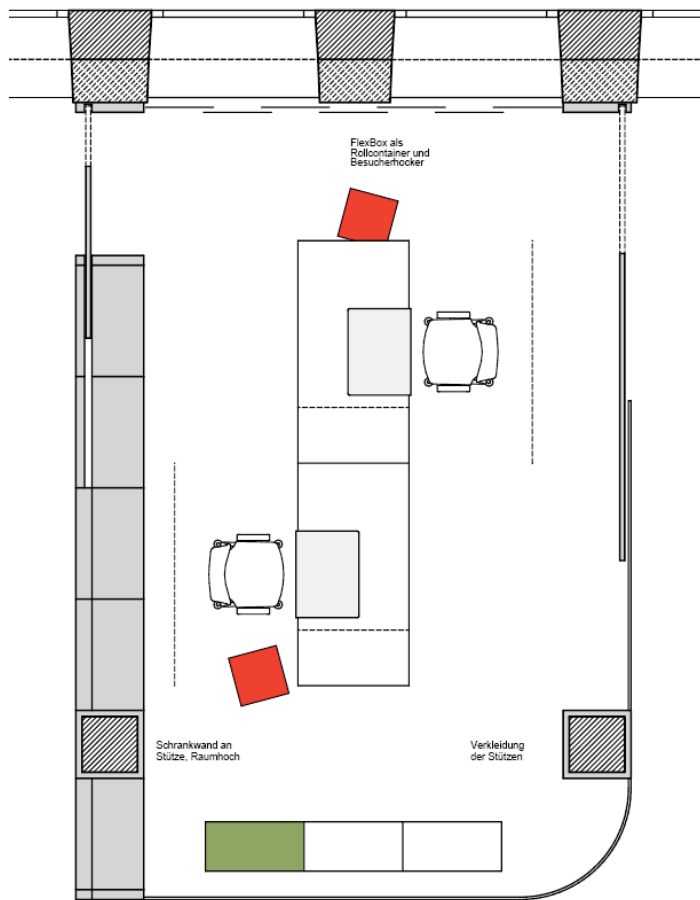 FlexBox als
Rollcontainer und
Besucherhocker
Schrankwand an
Stütze, Raumhoch
Verkleidung
der Stützen